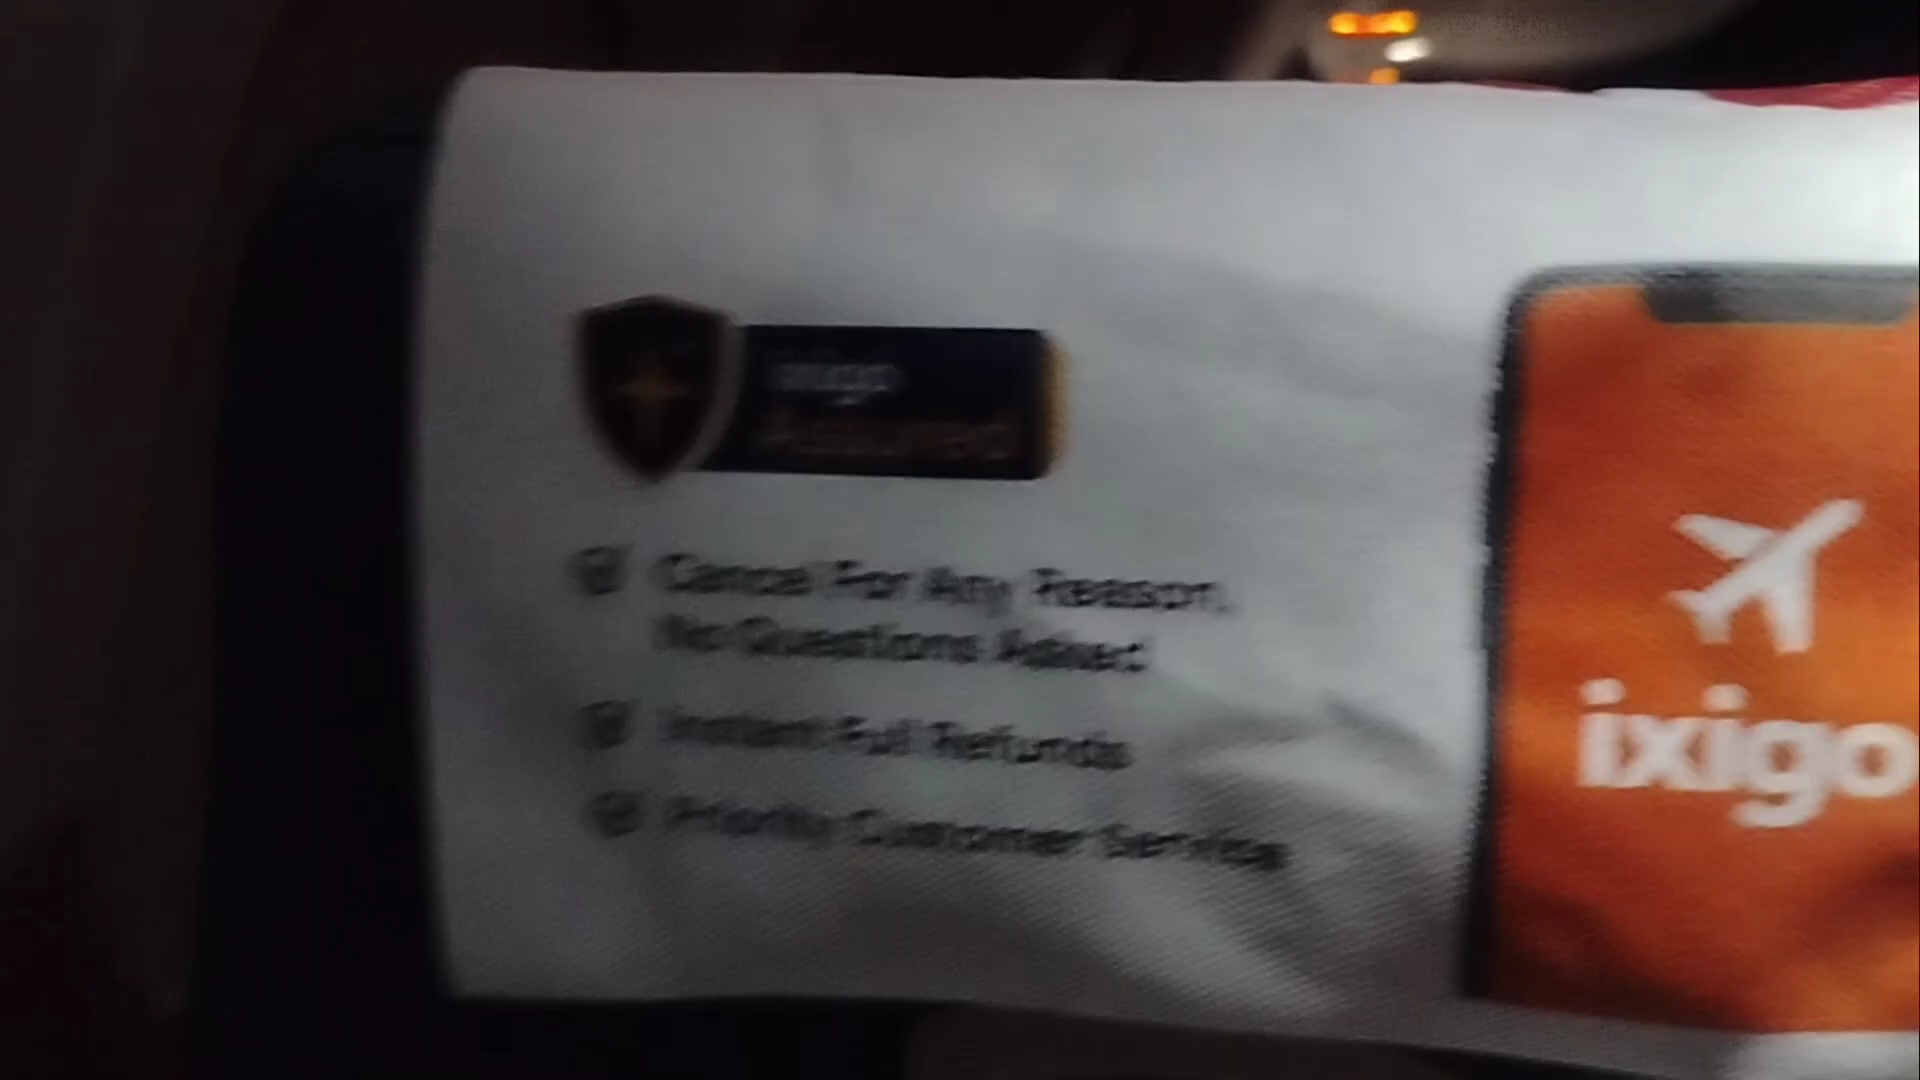 ixigo
Assured
Cancel For Any Reason,
No Questions Asked
Instant Full Refunds
Priority Customer Service
ixigo